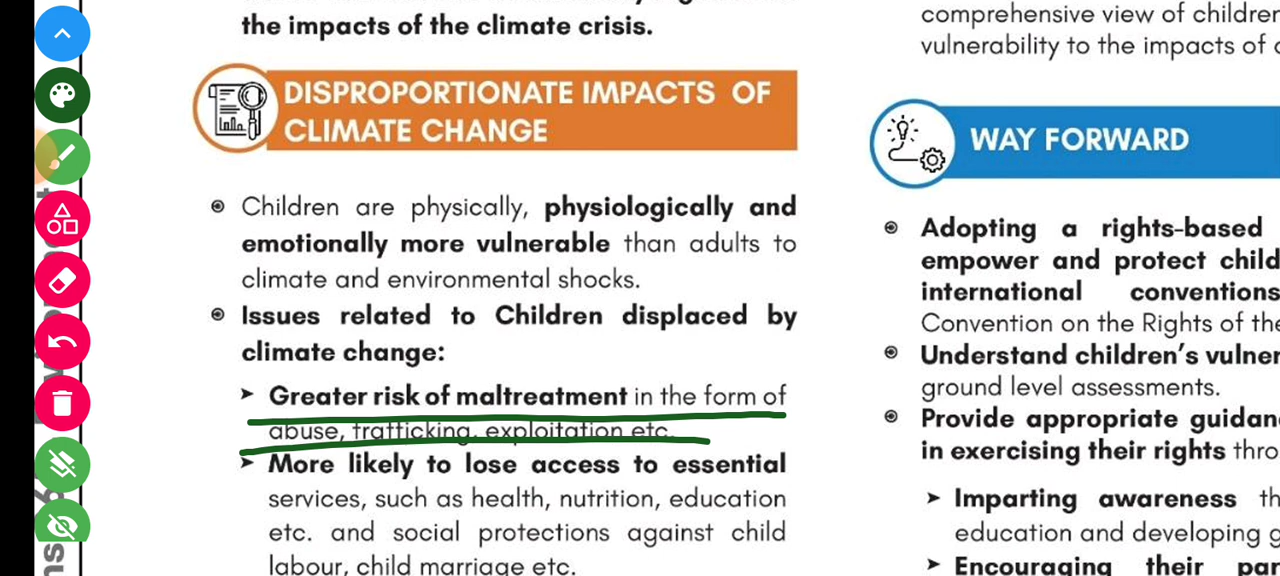 the impacts of the climate crisis.
DISPROPORTIONATE IMPACTS OF
CLIMATE CHANGE
Children are physically, physiologically and
emotionally more vulnerable than adults to
climate and environmental shocks.
Issues related to Children displaced by
climate change:
Greater risk of maltreatment in the form of
abuse, trafficking, exploitation etc.
More likely to lose access to essential
services, such as health, nutrition, education
etc. and social protections against child
labour, child marriage etc.
comprehensive view of children
vulnerability to the impacts of
WAY FORWARD
Adopting a rights-based
empower and protect child
international conventions
Convention on the Rights of the
Understand children's vulner
ground level assessments.
Provide appropriate guidan
in exercising their rights thro
Imparting awareness th
education and developing g
Encouraging their par